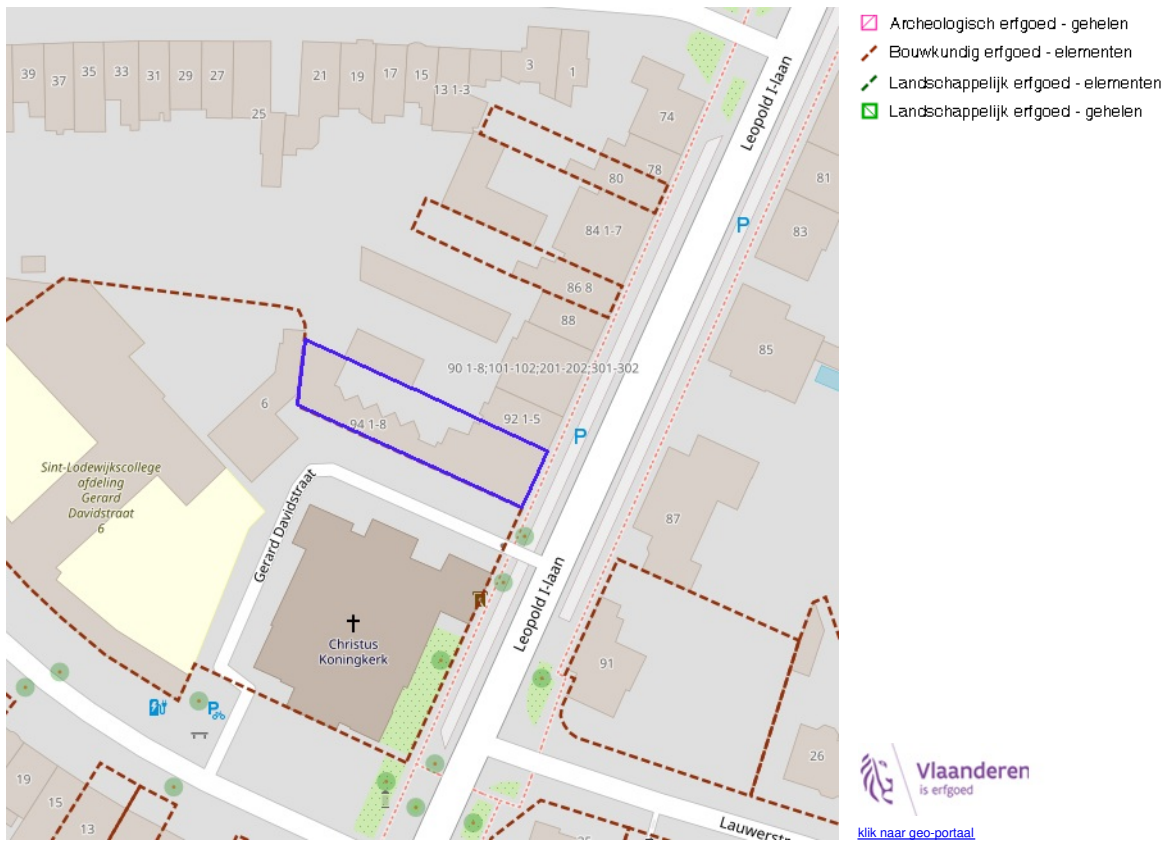 39
37
35
33
31
29
27
25
21
19
17
15
13 1-3
3
1
74
78
80
84 1-7
86 8
88
90 1-8;101-102;201-202;301-302
92 1-5
94 1-8
6
81
83
85
87
91
26
19
15
13
P
P
P
Leopold I-laan
Leopold I-laan
Gerard Davidstraat
Sint-Lodewijkscollege
afdeling
Gerard
Davidstraat
6
Christus
Koningkerk
Lauwerstr
Archeologisch erfgoed - gehelen
Bouwkundig erfgoed - elementen
Landschappelijk erfgoed - elementen
Landschappelijk erfgoed - gehelen
Vlaanderen
is erfgoed
klik naar geo-portaal